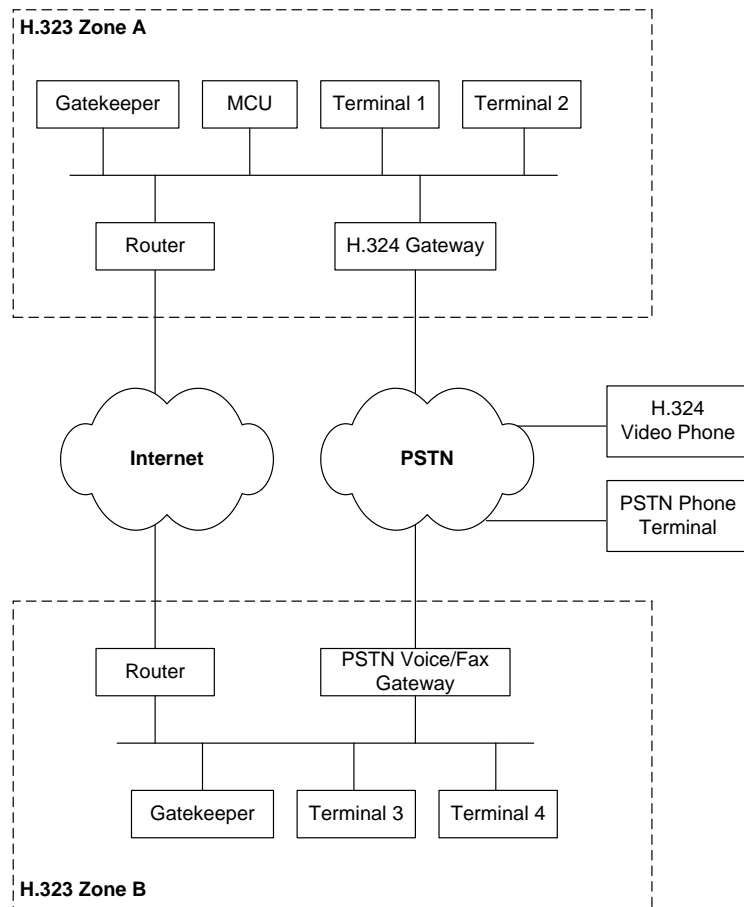 H.323 Zone A
Gatekeeper
MCU
Terminal 1
Terminal 2
Router
H.324 Gateway
Internet
PSTN
H.324
Video Phone
PSTN Phone
Terminal
Router
PSTN Voice/Fax
Gateway
Gatekeeper
Terminal 3
Terminal 4
H.323 Zone B